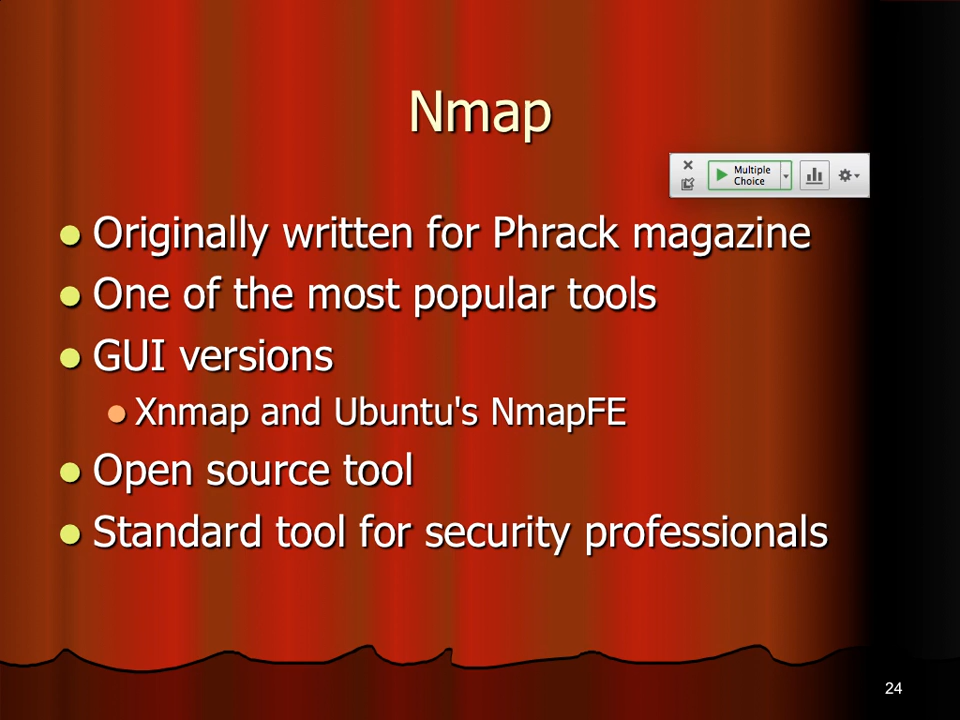 Nmap
Multiple
Choice
Originally written for Phrack magazine
One of the most popular tools
GUI versions
Xnmap and Ubuntu's NmapFE
Open source tool
Standard tool for security professionals
24